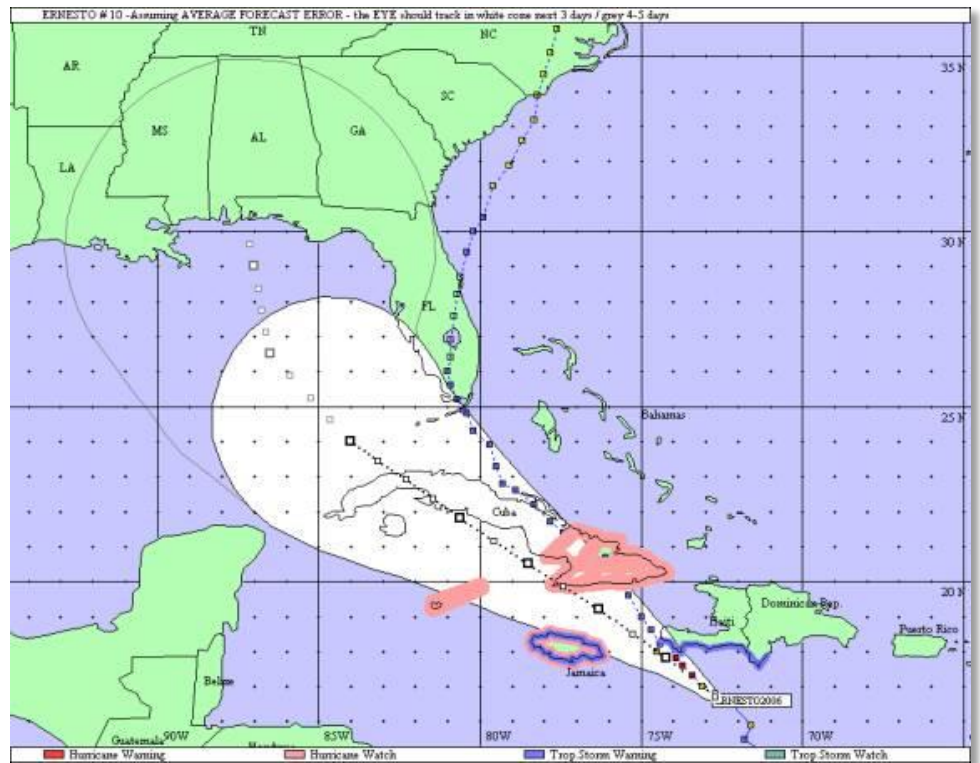 ERNESTO # 10 -Assuming AVERAGE FORECAST ERROR - the EYE should track in white cone next 3 days / grey 4-5 days
TN
NC
AR
35 N
SC
MS
AL
GA
LA
30 N
FL
25 N
Bahamas
Cuba
20 N
Dominican Rep.
Haiti
Puerto Rico
Jamaica
Belize
ERNESTO2006
Guatemala
90W
85W
80W
75W
70W
Hurricane Warning
Hurricane Watch
Trop Storm Warning
Trop Storm Watch